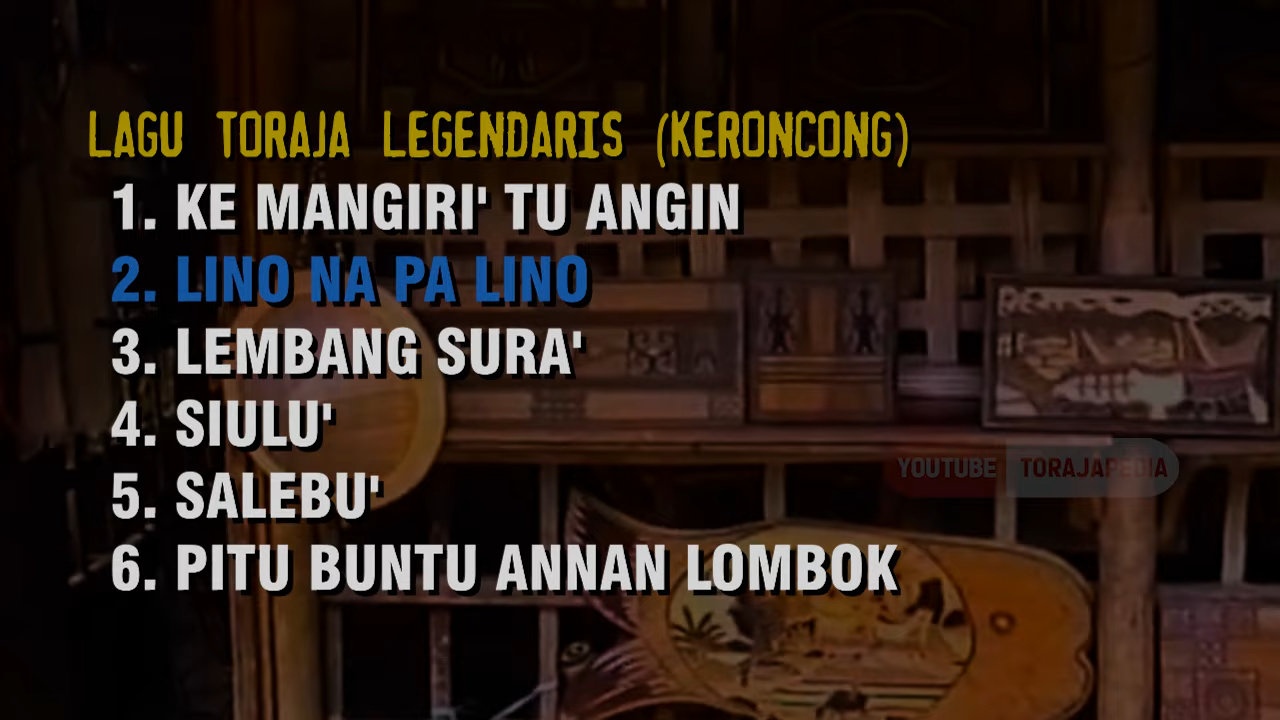 LAGU TORAJA LEGENDARIS (KERONCONG)
1. KE MANGIRI' TU ANGIN
2. LINO NA PA LINO
3. LEMBANG SURA'
4. SIULU'
5. SALEBU'
6. PITU BUNTU ANNAN LOMBOK
YOUTUBE TORAJAPEDIA